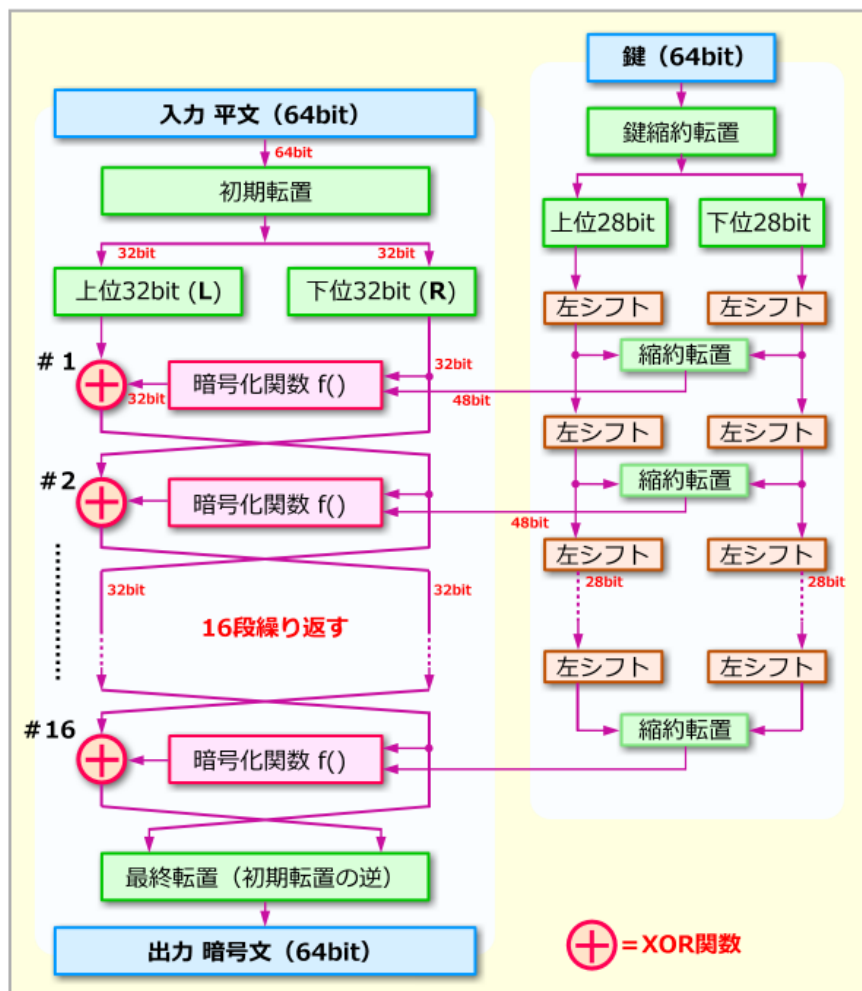 鍵（64bit）
入力 平文（64bit）
鍵縮約転置
64bit
初期転置
上位28bit
下位28bit
32bit
32bit
上位32bit (L)
下位32bit (R)
左シフト
左シフト
＃1
暗号化関数 f()
32bit
縮約転置
32bit
48bit
左シフト
左シフト
#2
暗号化関数 f()
縮約転置
48bit
左シフト
左シフト
32bit
32bit
28bit
28bit
16段繰り返す
左シフト
左シフト
#16
暗号化関数 f()
縮約転置
最終転置（初期転置の逆）
出力 暗号文（64bit）
＝XOR関数